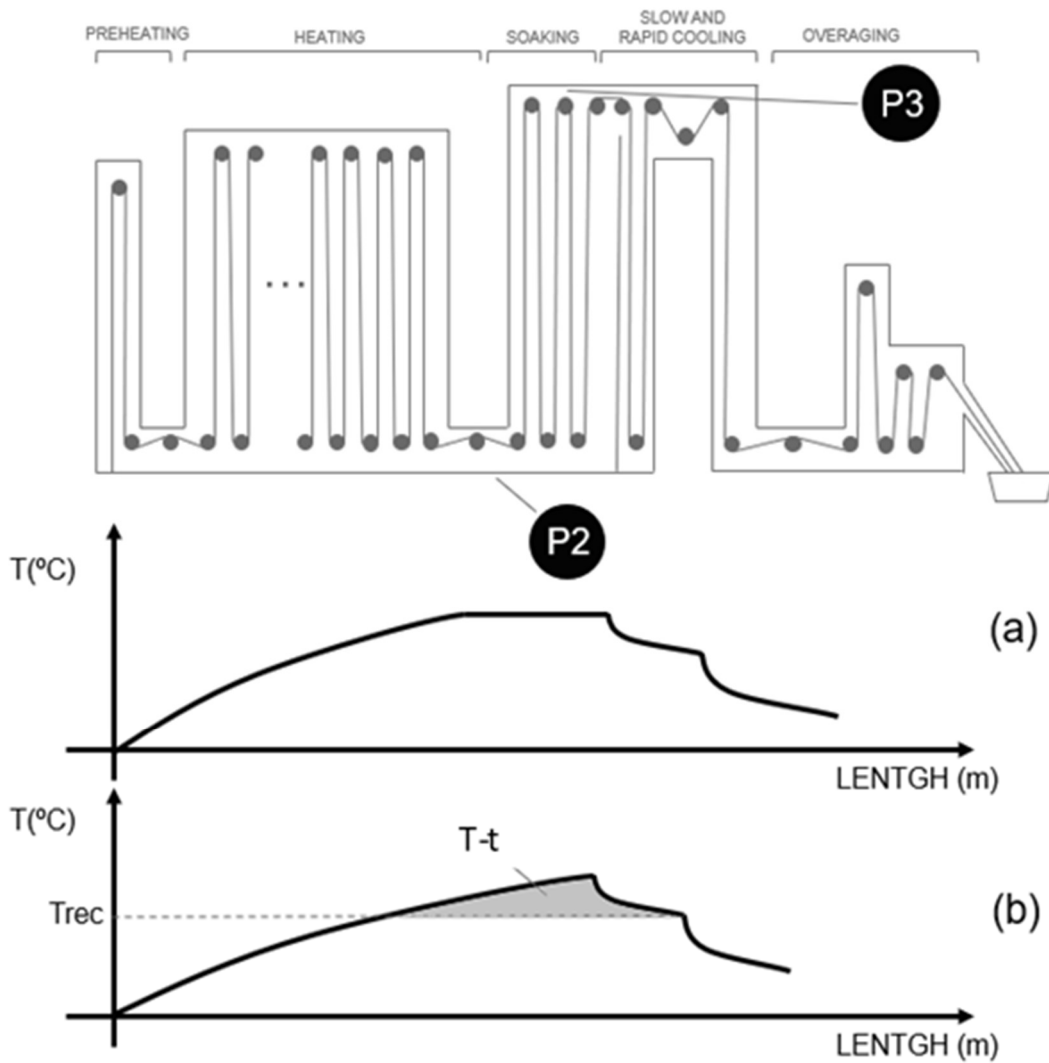 PREHEATING
HEATING
SOAKING
SLOW AND
RAPID COOLING
OVERAGING
P3
...
P2
T(ºC)
(a)
LENTGH (m)
T(ºC)
T-t
Trec
(b)
LENTGH (m)